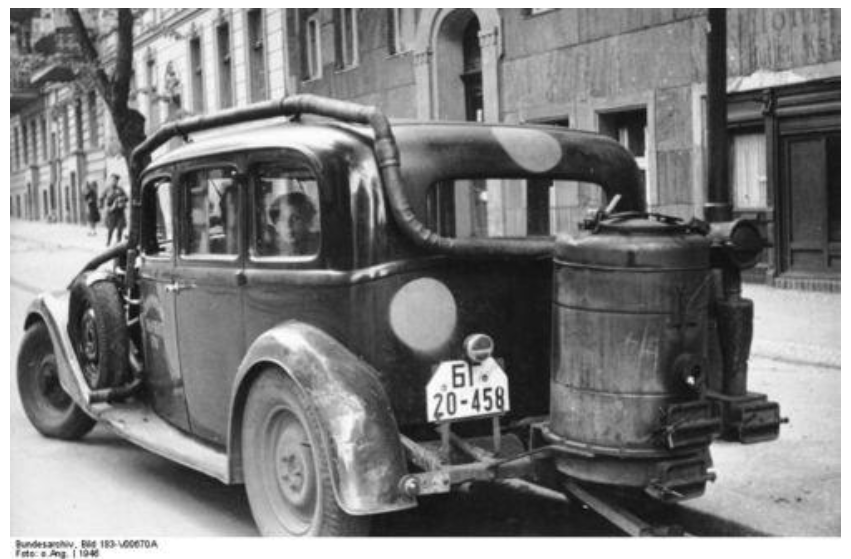 БГ
20-458
Bundesarchiv, Bild 183-V00670A
Foto: o.Ang. | 1946